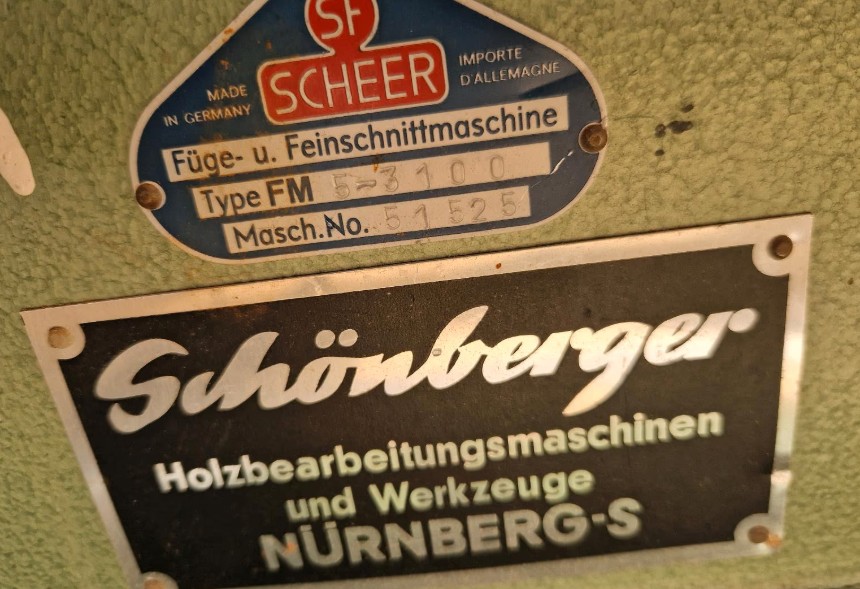 SF
SCHEER
MADE
IN GERMANY
IMPORTE
D'ALLEMAGNE
Füge- u. Feinschnittmaschine
Type FM 5-3100
Masch.No. 51525
Schönberger
Holzbearbeitungsmaschinen
und Werkzeuge
NÜRNBERG-S